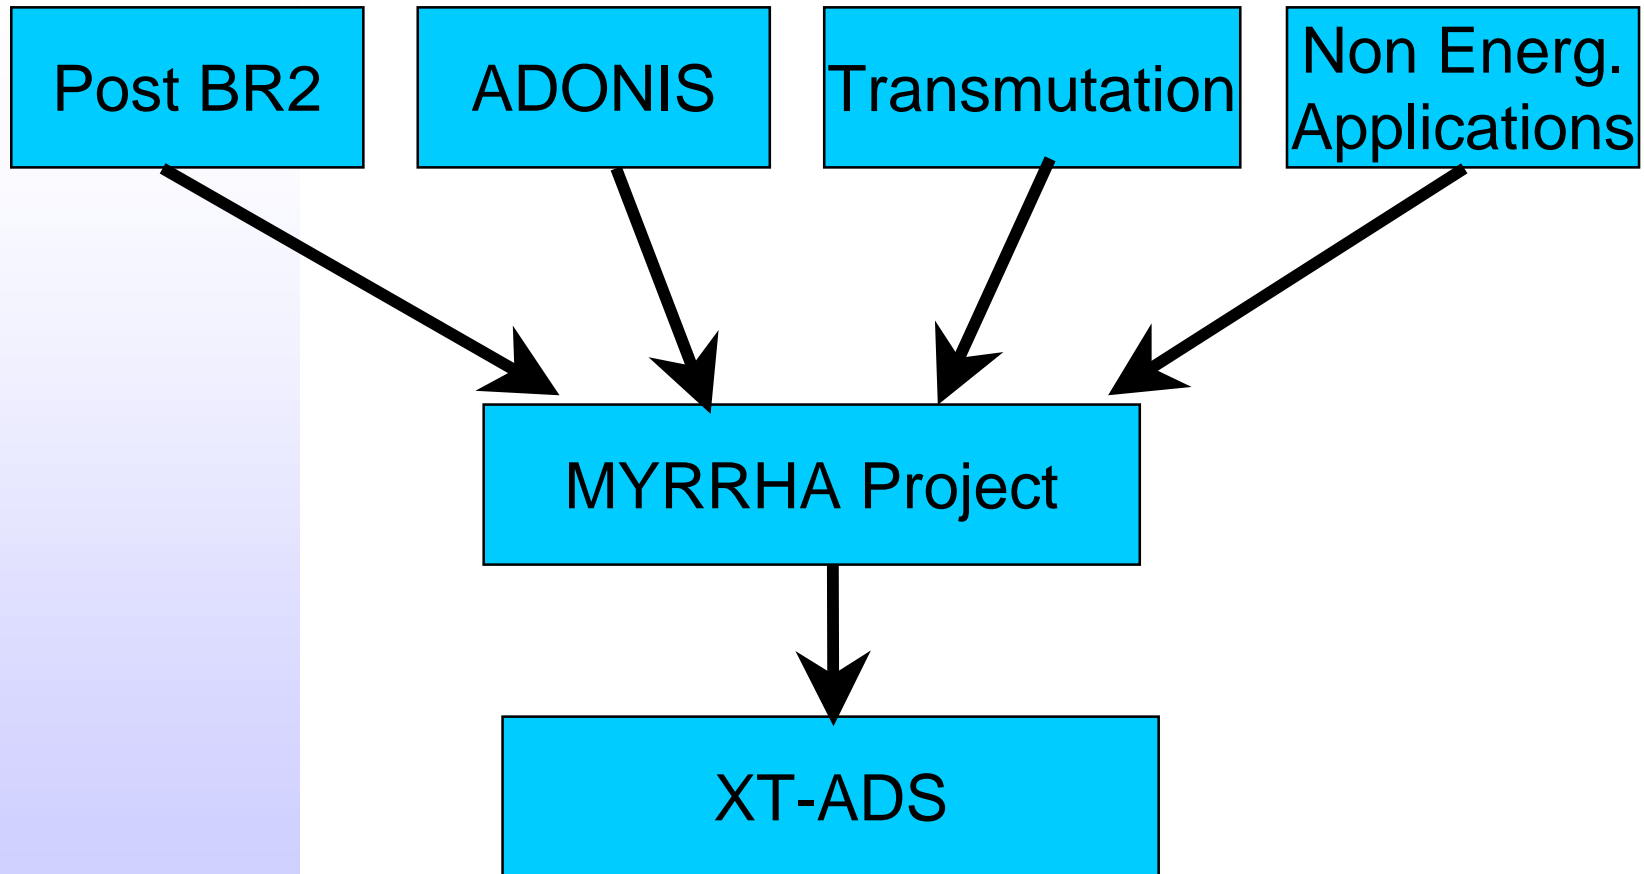 Post BR2
ADONIS
Transmutation
Non Energ.
Applications
MYRRHA Project
XT-ADS